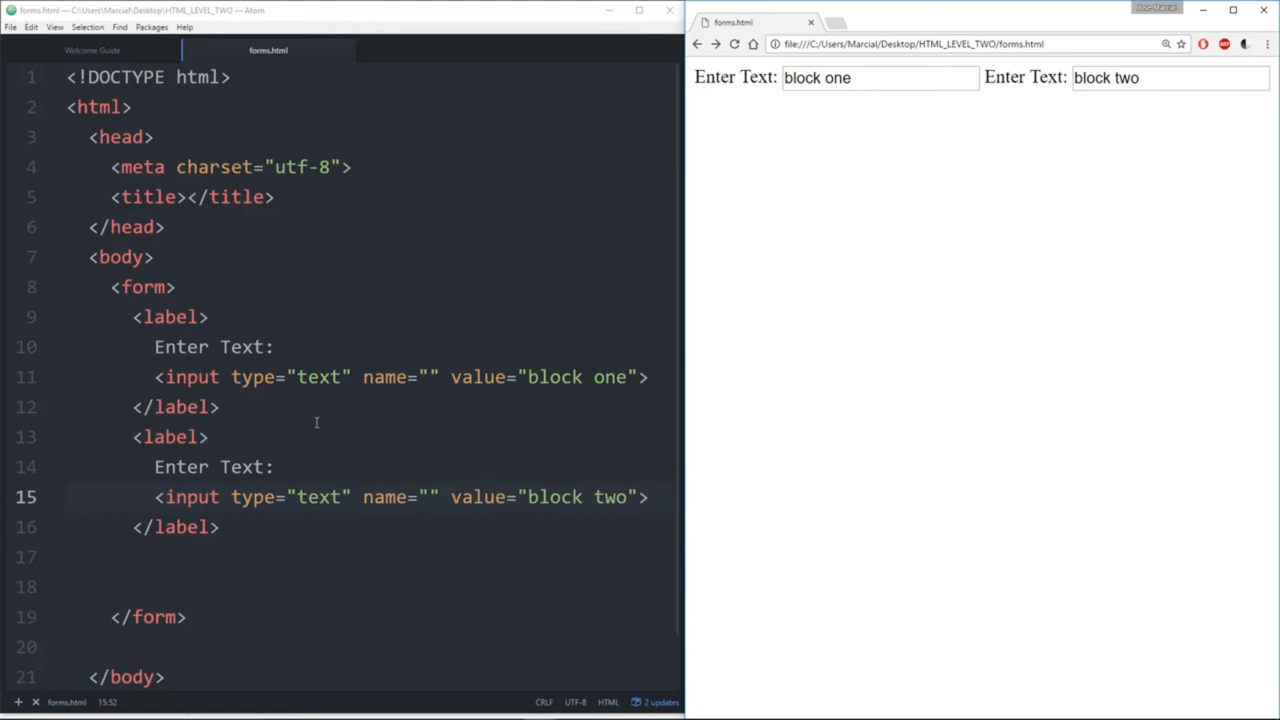 forms.html — C:\Users\Marcial\Desktop\HTML_LEVEL_TWO — Atom
File Edit View Selection Find Packages Help
Welcome Guide
forms.html
1 <!DOCTYPE html>
2 <html>
3 <head>
4 <meta charset="utf-8">
5 <title></title>
6 </head>
7 <body>
8 <form>
9 <label>
10 Enter Text:
11 <input type="text" name="" value="block one">
12 </label>
13 <label>
14 Enter Text:
15 <input type="text" name="" value="block two">
16 </label>
17
18
19 </form>
20
21 </body>
forms.html 15:52 CRLF UTF-8 HTML 2 updates
Jose Marcial
forms.html
file:///C:/Users/Marcial/Desktop/HTML_LEVEL_TWO/forms.html
Enter Text: block one Enter Text: block two